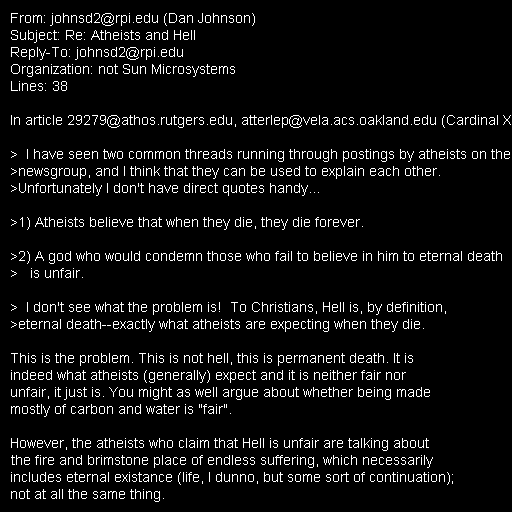 From: johnsd2@rpi.edu (Dan Johnson)
Subject: Re: Atheists and Hell
Reply-To: johnsd2@rpi.edu
Organization: not Sun Microsystems
Lines: 38

In article 29279@athos.rutgers.edu, atterlep@vela.acs.oakland.edu (Cardinal X

>  I have seen two common threads running through postings by atheists on the
>newsgroup, and I think that they can be used to explain each other.
>Unfortunately I don't have direct quotes handy...

>1) Atheists believe that when they die, they die forever.

>2) A god who would condemn those who fail to believe in him to eternal death
>   is unfair.

>  I don't see what the problem is!  To Christians, Hell is, by definition,
>eternal death--exactly what atheists are expecting when they die.

This is the problem. This is not hell, this is permanent death. It is
indeed what atheists (generally) expect and it is neither fair nor
unfair, it just is. You might as well argue about whether being made
mostly of carbon and water is "fair".

However, the atheists who claim that Hell is unfair are talking about
the fire and brimstone place of endless suffering, which necessarily
includes eternal existance (life, I dunno, but some sort of continuation);
not at all the same thing.